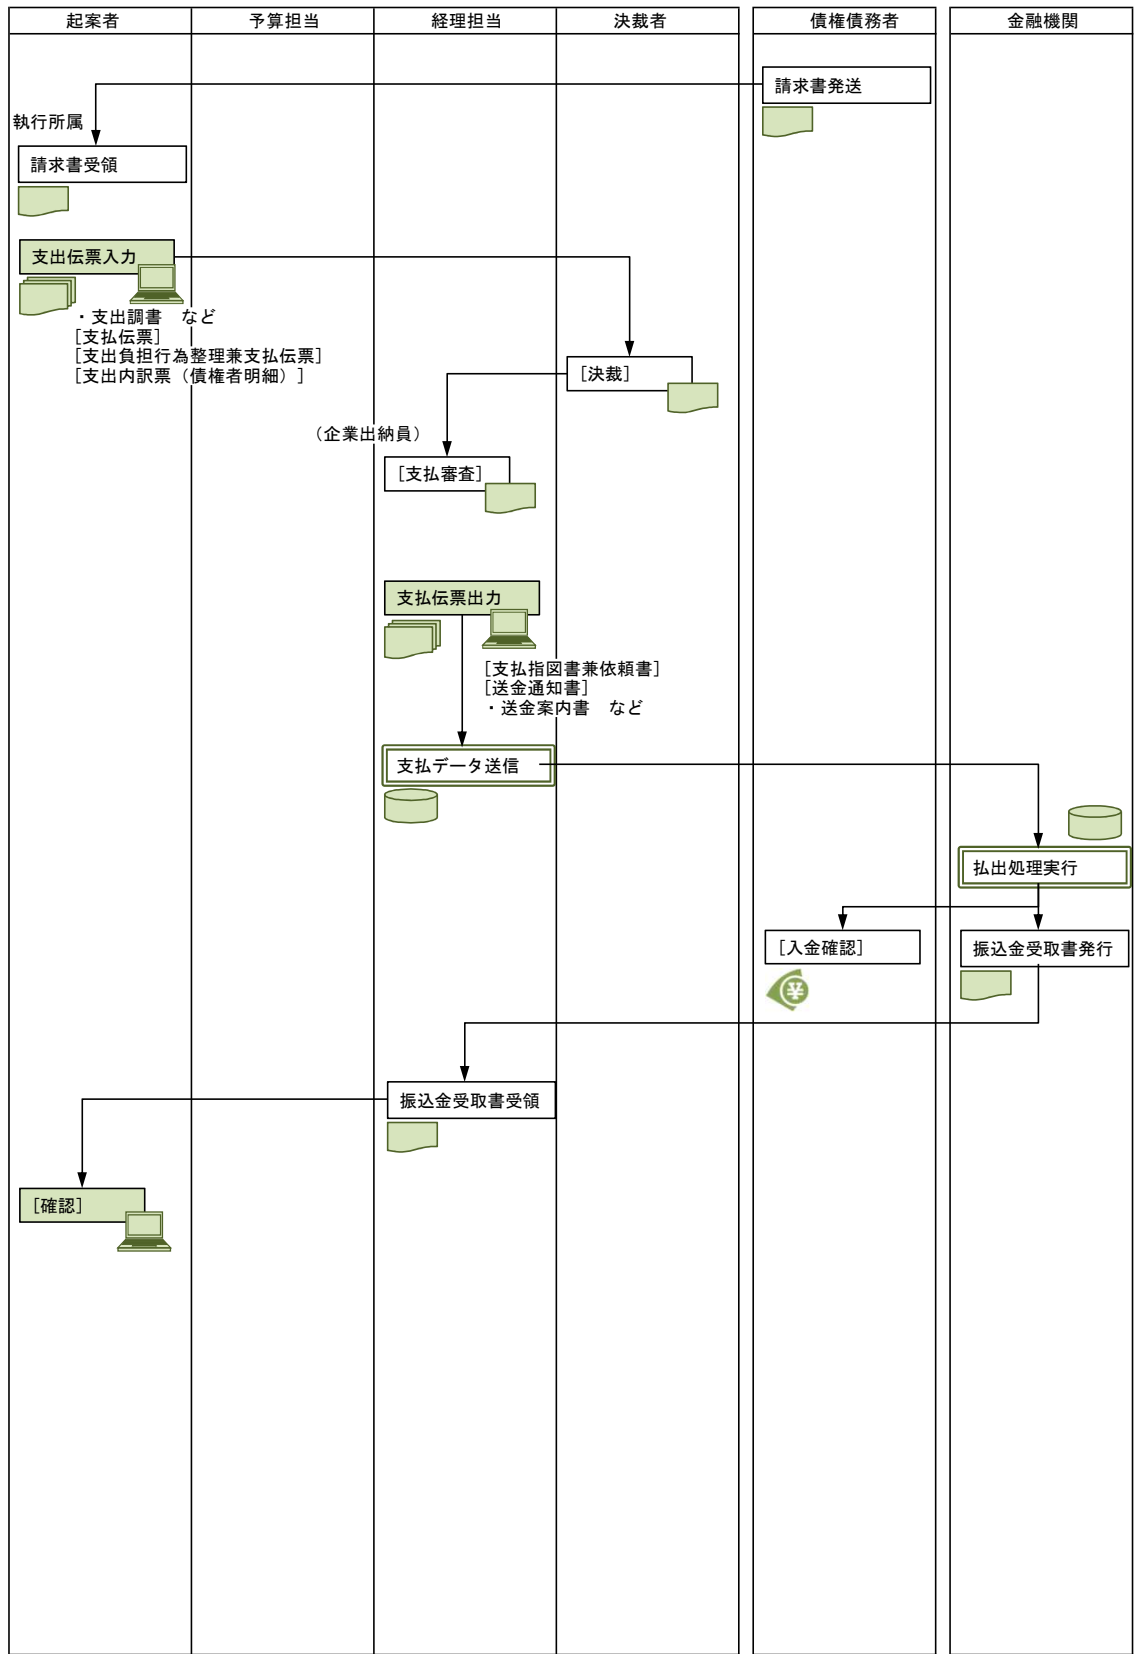 起案者
予算担当
経理担当
決裁者
債権債務者
金融機関
請求書発送
執行所属
請求書受領
支出伝票入力
・支出調書　など
[支払伝票]
[支出負担行為整理兼支払伝票]
[支出内訳票（債権者明細）]
[決裁]
（企業出納員）
[支払審査]
支払伝票出力
[支払指図書兼依頼書]
[送金通知書]
・送金案内書　など
支払データ送信
払出処理実行
[入金確認]
振込金受取書発行
¥
振込金受取書受領
[確認]